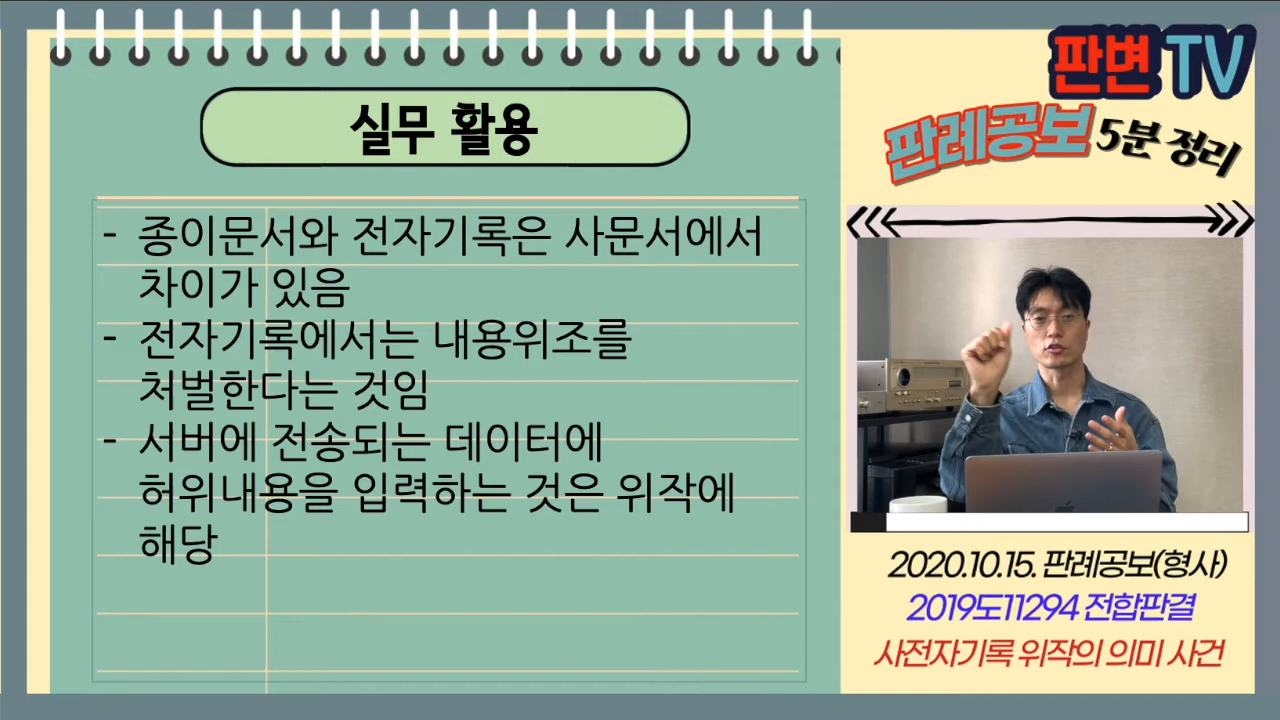 실무 활용
- 종이문서와 전자기록은 사문서에서
차이가 있음
- 전자기록에서는 내용위조를
처벌한다는 것임
- 서버에 전송되는 데이터에
허위내용을 입력하는 것은 위작에
해당
판변 TV
판례공보 5분 정리
2020.10.15. 판례공보(형사)
2019도11294 전합판결
사전자기록 위작의 의미 사건